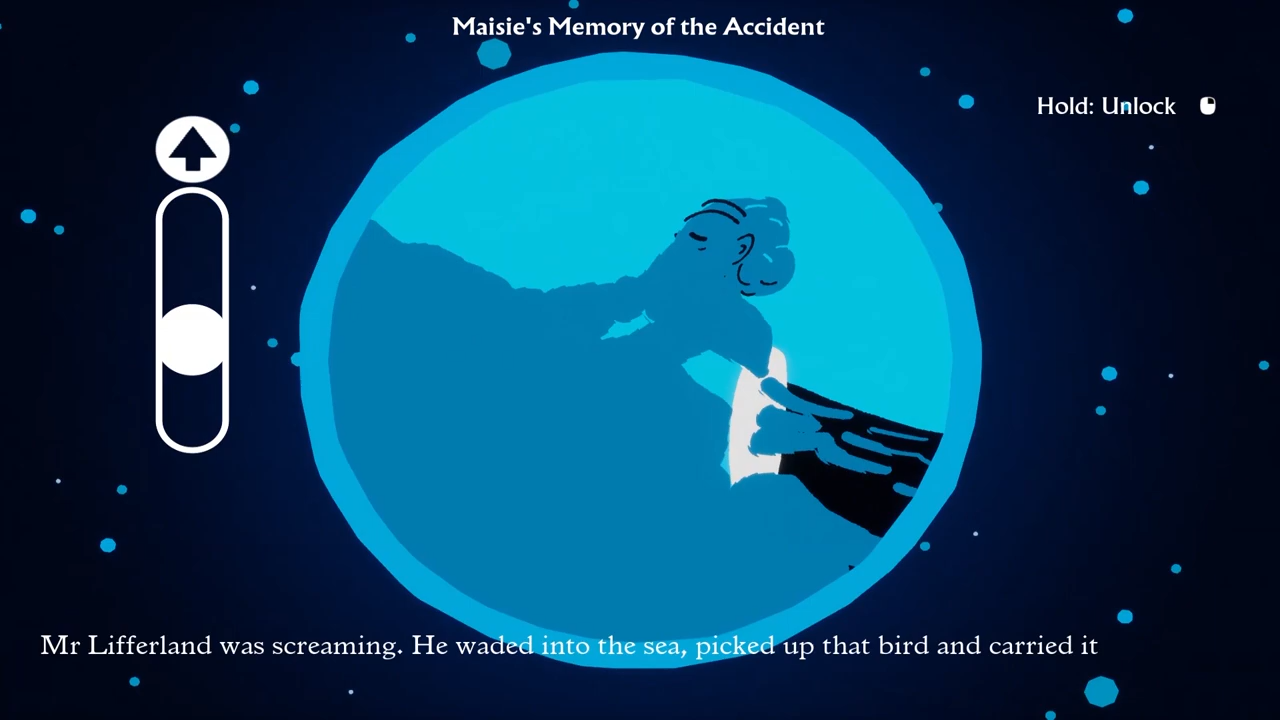 Maisie's Memory of the Accident
Hold: Unlock
Mr Lifferland was screaming. He waded into the sea, picked up that bird and carried it